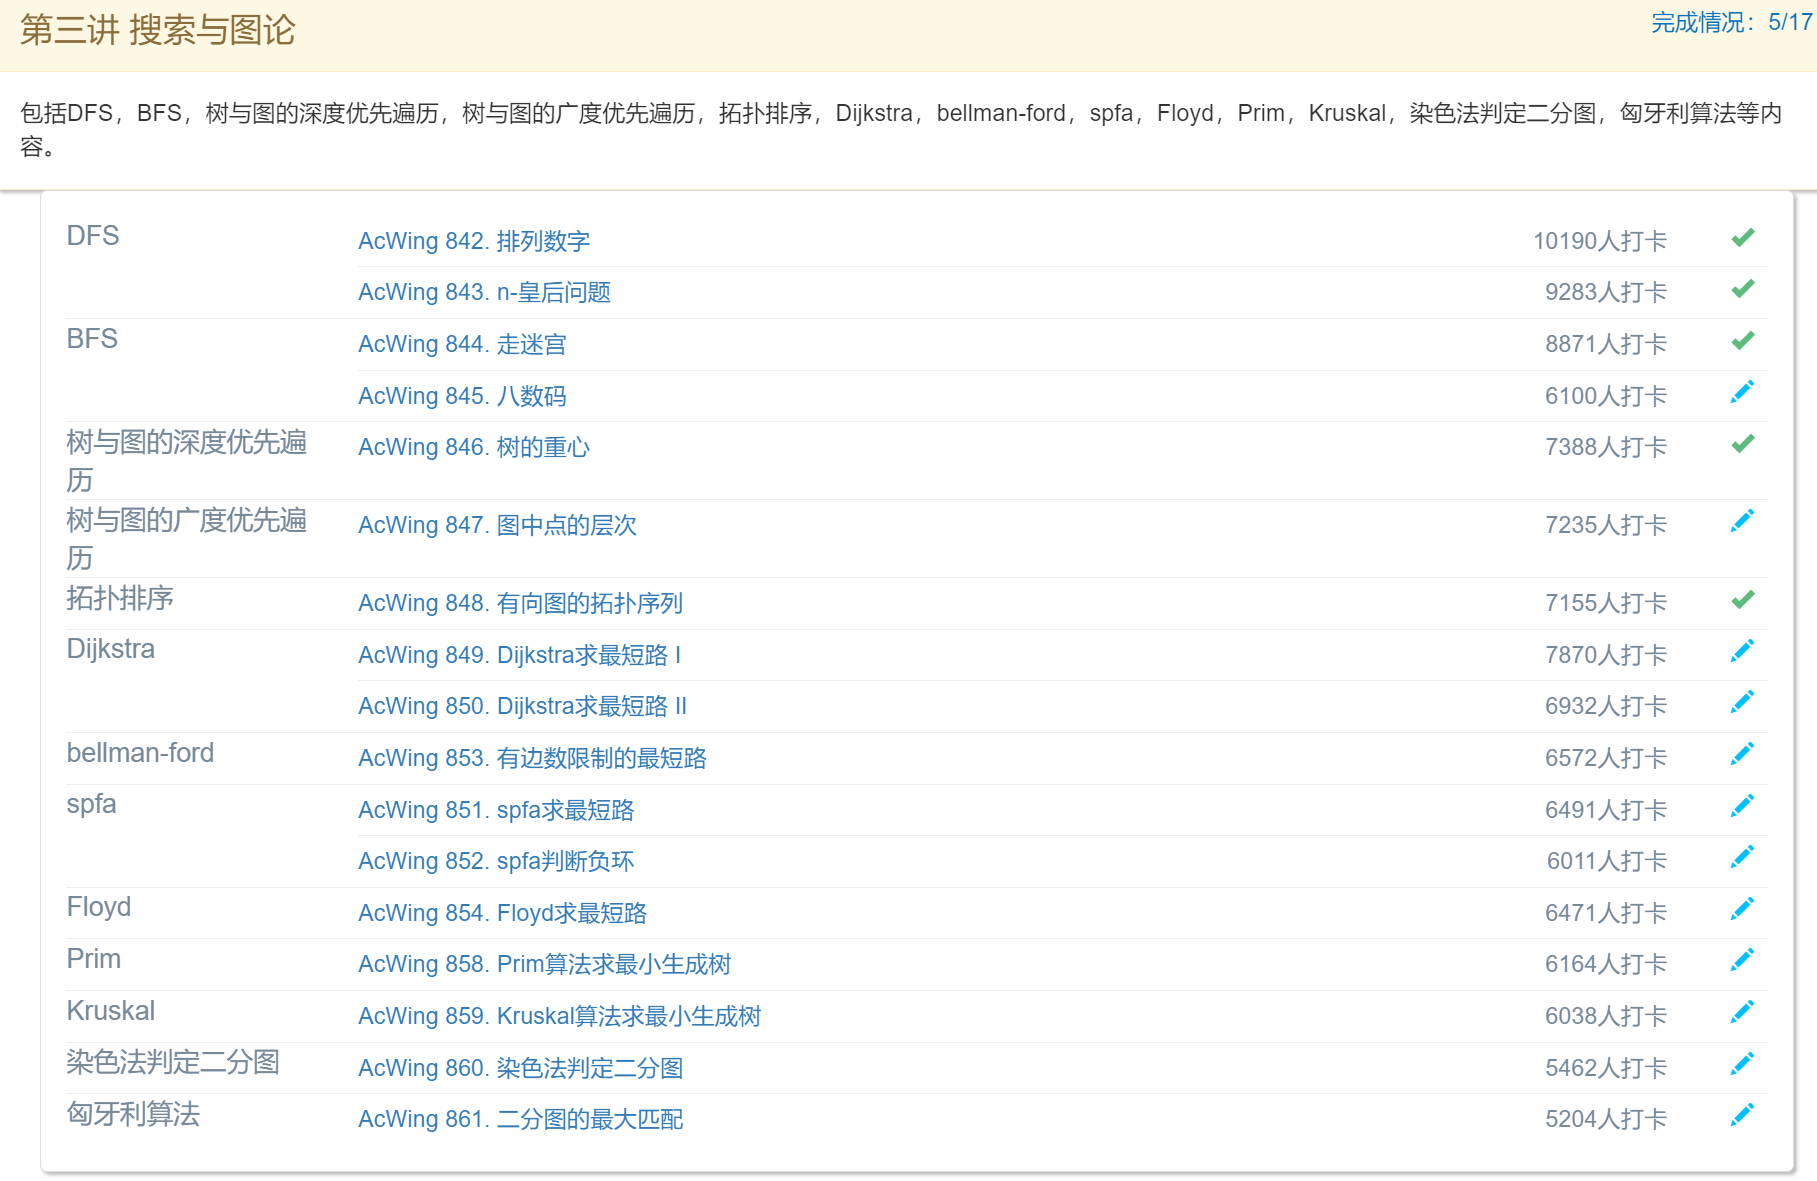 第三讲 搜索与图论
完成情况：5/17
包括DFS，BFS，树与图的深度优先遍历，树与图的广度优先遍历，拓扑排序，Dijkstra，bellman-ford，spfa，Floyd，Prim，Kruskal，染色法判定二分图，匈牙利算法等内
容。
DFS
AcWing 842. 排列数字 10190人打卡
AcWing 843. n-皇后问题 9283人打卡
BFS
AcWing 844. 走迷宫 8871人打卡
AcWing 845. 八数码 6100人打卡
树与图的深度优先遍
历
AcWing 846. 树的重心 7388人打卡
树与图的广度优先遍
历
AcWing 847. 图中点的层次 7235人打卡
拓扑排序
AcWing 848. 有向图的拓扑序列 7155人打卡
Dijkstra
AcWing 849. Dijkstra求最短路 I 7870人打卡
AcWing 850. Dijkstra求最短路 II 6932人打卡
bellman-ford
AcWing 853. 有边数限制的最短路 6572人打卡
spfa
AcWing 851. spfa求最短路 6491人打卡
AcWing 852. spfa判断负环 6011人打卡
Floyd
AcWing 854. Floyd求最短路 6471人打卡
Prim
AcWing 858. Prim算法求最小生成树 6164人打卡
Kruskal
AcWing 859. Kruskal算法求最小生成树 6038人打卡
染色法判定二分图
AcWing 860. 染色法判定二分图 5462人打卡
匈牙利算法
AcWing 861. 二分图的最大匹配 5204人打卡